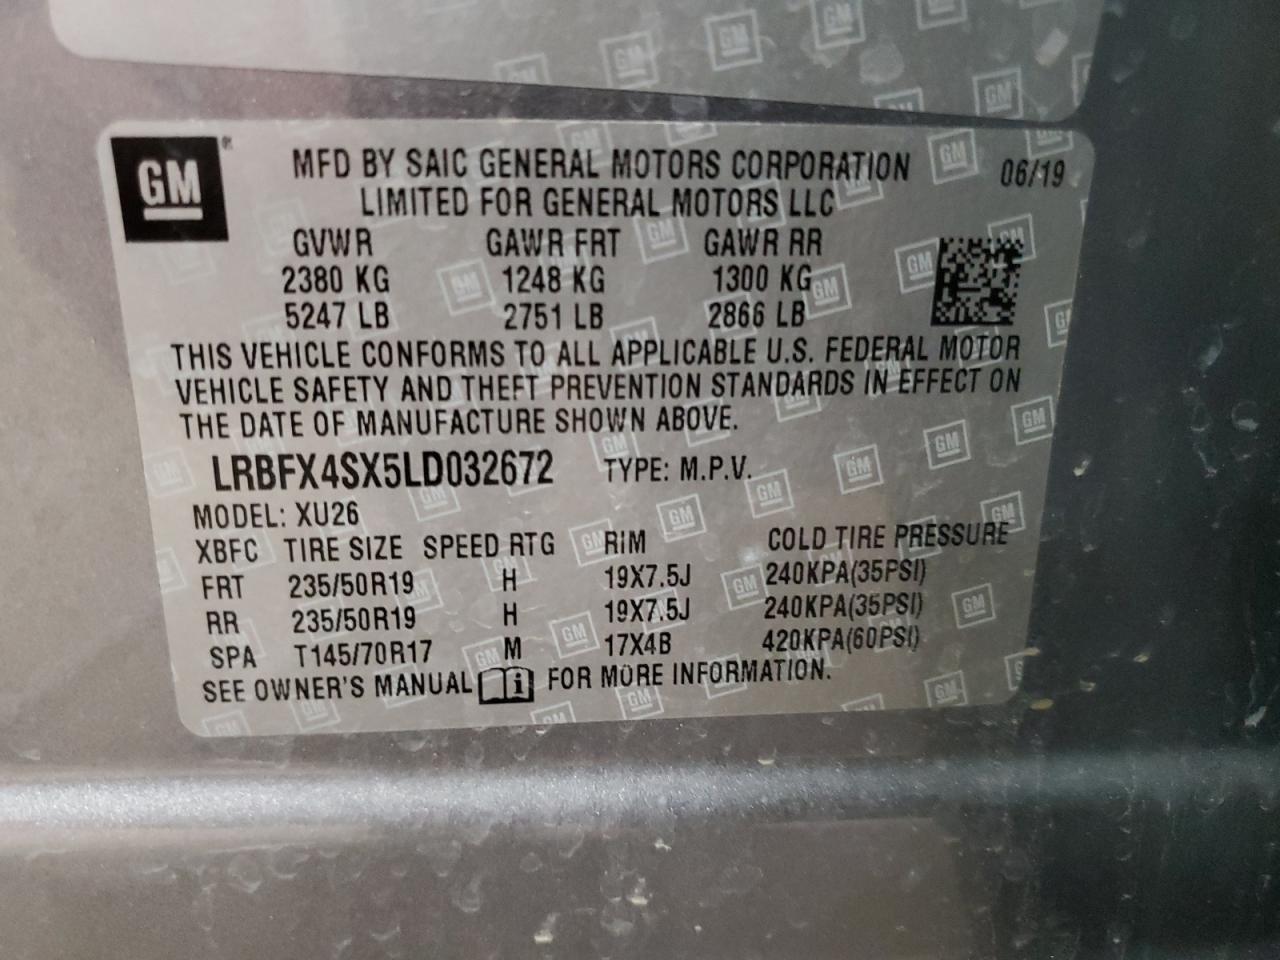 GM
MFD BY SAIC GENERAL MOTORS CORPORATION 06/19
LIMITED FOR GENERAL MOTORS LLC
GVWR GAWR FRT GAWR RR
2380 KG 1248 KG 1300 KG
5247 LB 2751 LB 2866 LB
THIS VEHICLE CONFORMS TO ALL APPLICABLE U.S. FEDERAL MOTOR
VEHICLE SAFETY AND THEFT PREVENTION STANDARDS IN EFFECT ON
THE DATE OF MANUFACTURE SHOWN ABOVE.
LRBFX4SX5LD032672 TYPE: M.P.V.
MODEL: XU26
XBFC TIRE SIZE SPEED RTG RIM COLD TIRE PRESSURE
FRT 235/50R19 H 19X7.5J 240KPA(35PSI)
RR 235/50R19 H 19X7.5J 240KPA(35PSI)
SPA T145/70R17 M 17X4B 420KPA(60PSI)
SEE OWNER'S MANUAL i FOR MORE INFORMATION.